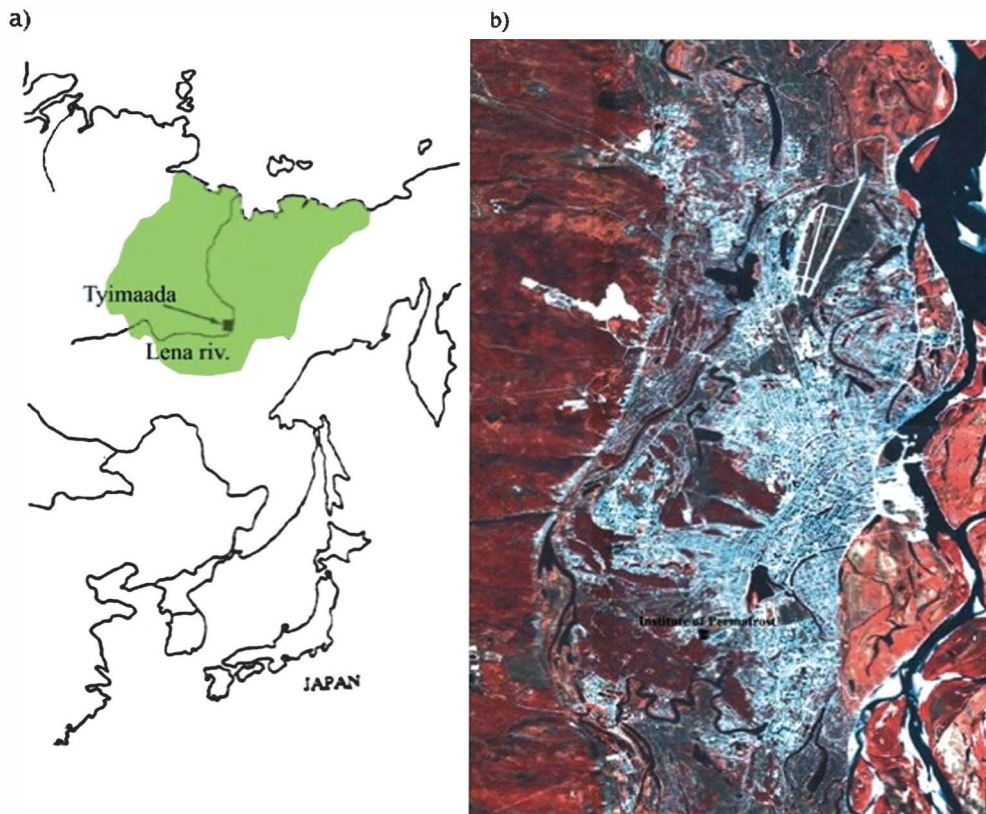 a)
b)
Tyimaada
Lena riv.
JAPAN
Institute of Permafrost